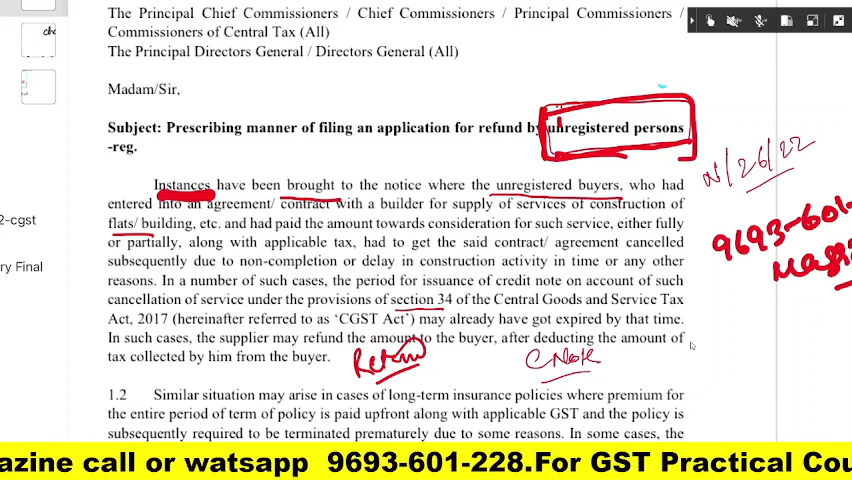 The Principal Chief Commissioners / Chief Commissioners / Principal Commissioners /
Commissioners of Central Tax (All)
The Principal Directors General / Directors General (All)
Madam/Sir,
Subject: Prescribing manner of filing an application for refund by unregistered persons
-reg.
Instances have been brought to the notice where the unregistered buyers, who had
entered into an agreement/ contract with a builder for supply of services of construction of
flats/ building, etc. and had paid the amount towards consideration for such service, either fully
or partially, along with applicable tax, had to get the said contract/ agreement cancelled
subsequently due to non-completion or delay in construction activity in time or any other
reasons. In a number of such cases, the period for issuance of credit note on account of such
cancellation of service under the provisions of section 34 of the Central Goods and Service Tax
Act, 2017 (hereinafter referred to as ‘CGST Act’) may already have got expired by that time.
In such cases, the supplier may refund the amount to the buyer, after deducting the amount of
tax collected by him from the buyer.
C Note
1.2 Similar situation may arise in cases of long-term insurance policies where premium for
the entire period of term of policy is paid upfront along with applicable GST and the policy is
subsequently required to be terminated prematurely due to some reasons. In some cases, the
N/26/22
9693-601-
2-cgst
ry Final
azine call or watsapp 9693-601-228.For GST Practical Cou